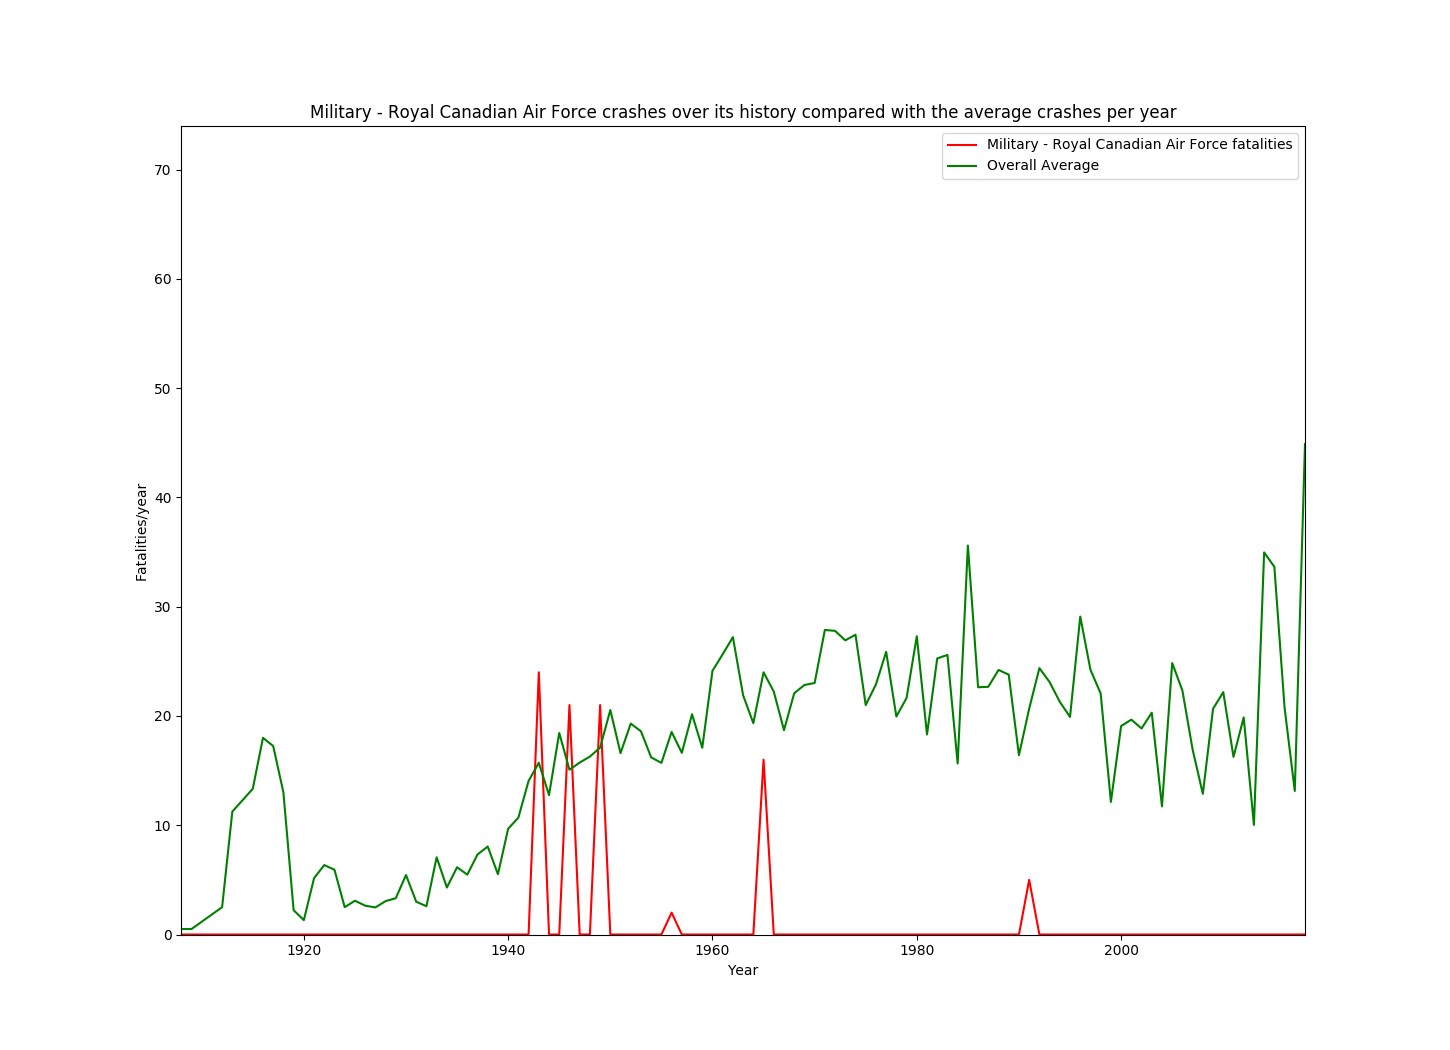 Military - Royal Canadian Air Force crashes over its history compared with the average crashes per year
Military - Royal Canadian Air Force fatalities
Overall Average
70
60
50
40
30
20
10
0
Fatalities/year
1920 1940 1960 1980 2000
Year